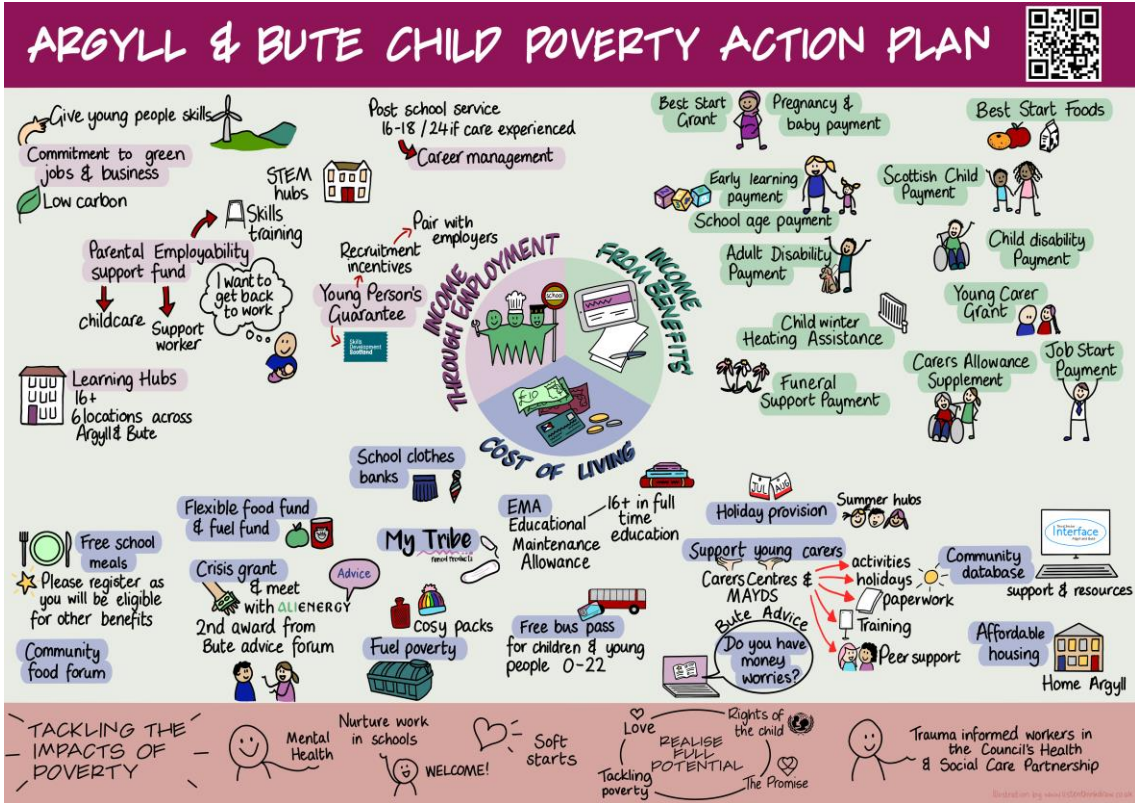 ARGYLL & BUTE CHILD POVERTY ACTION PLAN
Give young people skills
Commitment to green
jobs & business
Low carbon
Post school service
16-18 / 24 if care experienced
Career management
STEM
hubs
Skills
training
Parental Employability
support fund
childcare
Support
worker
I want to
get back
to work
Pair with
employers
Recruitment
incentives
Young Person's
Guarantee
Skills
Development
Scotland
Learning Hubs
16+
6 locations across
Argyll & Bute
INCOME
THROUGH EMPLOYMENT
school
INCOME
FROM BENEFITS
£10
COST OF LIVING
Best Start
Grant
Pregnancy &
baby payment
Best Start Foods
Early learning
payment
School age payment
Scottish Child
Payment
Adult Disability
Payment
Child disability
Payment
Child winter
Heating Assistance
Young Carer
Grant
Funeral
Support Payment
Carers Allowance
Supplement
Job Start
Payment
School clothes
banks
Flexible food fund
& fuel fund
Free school
meals
Please register as
you will be eligible
for other benefits
Community
food forum
Crisis grant
& meet
with ALIENERGY
2nd award from
Bute advice forum
Advice
My Tribe
period products
cosy packs
Fuel poverty
EMA
Educational
Maintenance
Allowance
16+ in full
time
education
Free bus pass
for children & young
people 0-22
JUL AUG
Holiday provision
Summer hubs
Support young carers
Carers Centres &
MAYDS
activities
holidays
paperwork
Training
Peer support
Bute Advice
Do you have
money
worries?
Community
database
Interface
support & resources
Affordable
housing
Home Argyll
TACKLING THE
IMPACTS OF
POVERTY
Mental
Health
Nurture work
in schools
WELCOME!
Soft
starts
Love
Rights of
the child
REALISE
FULL
POTENTIAL
Tackling
poverty
The Promise
Trauma informed workers in
the Council's Health
& Social Care Partnership